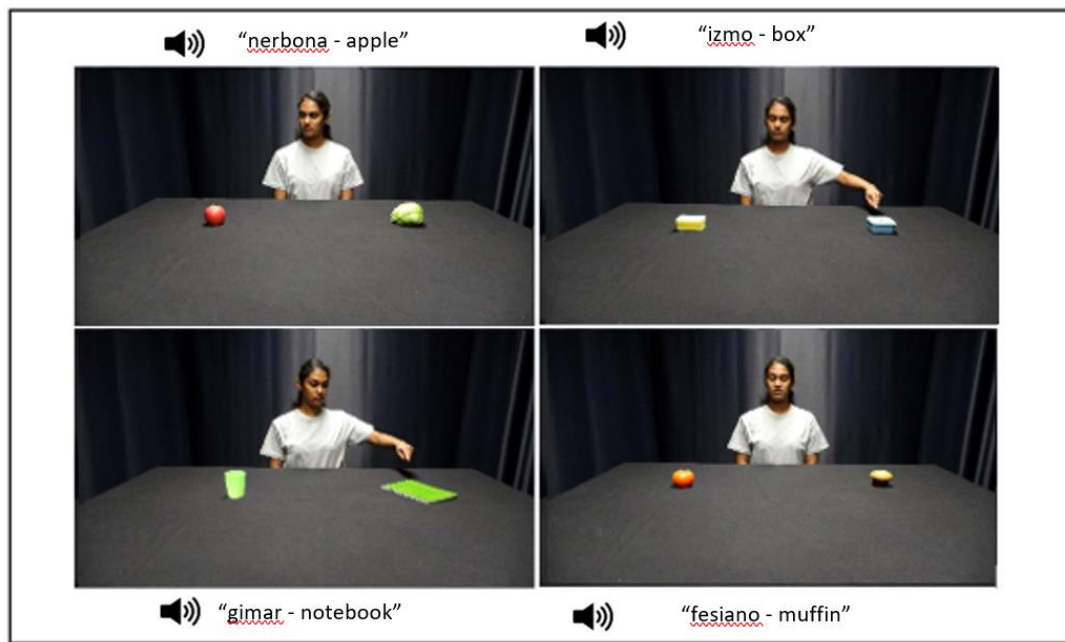 “nerbona - apple”
“izmo - box”
“gimar - notebook”
“fesiano - muffin”